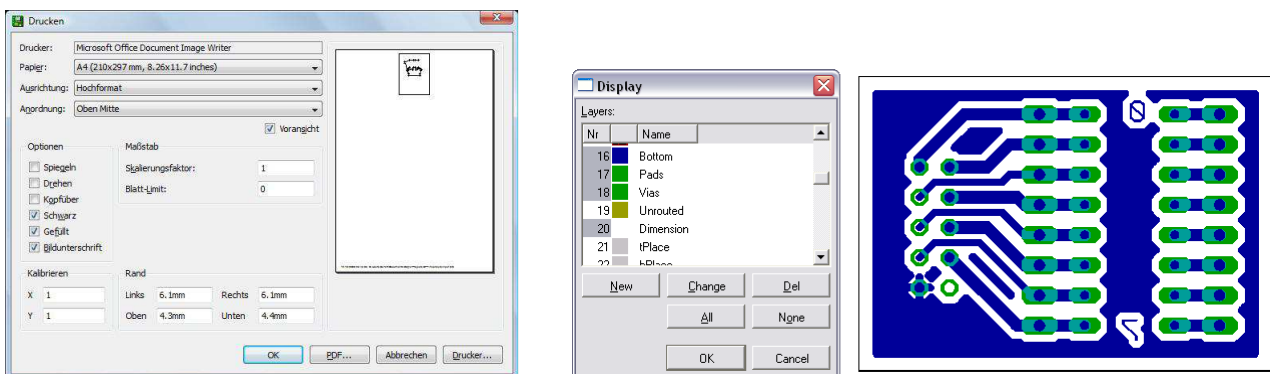 Drucken
Drucker: Microsoft Office Document Image Writer
Papier: A4 (210x297 mm, 8.26x11.7 inches)
Ausrichtung: Hochformat
Anordnung: Oben Mitte
Voransicht
Optionen
Spiegeln
Drehen
Kopfüber
Schwarz
Gefüllt
Bildunterschrift
Maßstab
Skalierungsfaktor: 1
Blatt-Limit: 0
Kalibrieren
X 1
Y 1
Rand
Links 6.1mm Rechts 6.1mm
Oben 4.3mm Unten 4.4mm
OK PDF... Abbrechen Drucker...
Display
Layers:
Nr Name
16 Bottom
17 Pads
18 Vias
19 Unrouted
20 Dimension
21 tPlace
22 bPlace
New Change Del
All None
OK Cancel